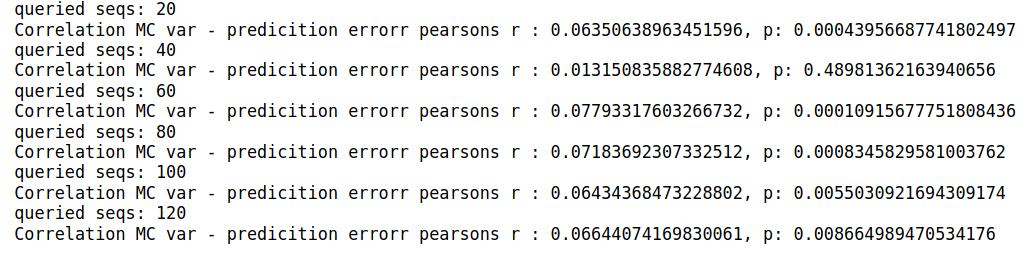 queried seqs: 20
Correlation MC var - predicition errorr pearsons r : 0.06350638963451596, p: 0.00043956687741802497
queried seqs: 40
Correlation MC var - predicition errorr pearsons r : 0.013150835882774608, p: 0.48981362163940656
queried seqs: 60
Correlation MC var - predicition errorr pearsons r : 0.07793317603266732, p: 0.00010915677751808436
queried seqs: 80
Correlation MC var - predicition errorr pearsons r : 0.07183692307332512, p: 0.0008345829581003762
queried seqs: 100
Correlation MC var - predicition errorr pearsons r : 0.06434368473228802, p: 0.0055030921694309174
queried seqs: 120
Correlation MC var - predicition errorr pearsons r : 0.06644074169830061, p: 0.008664989470534176